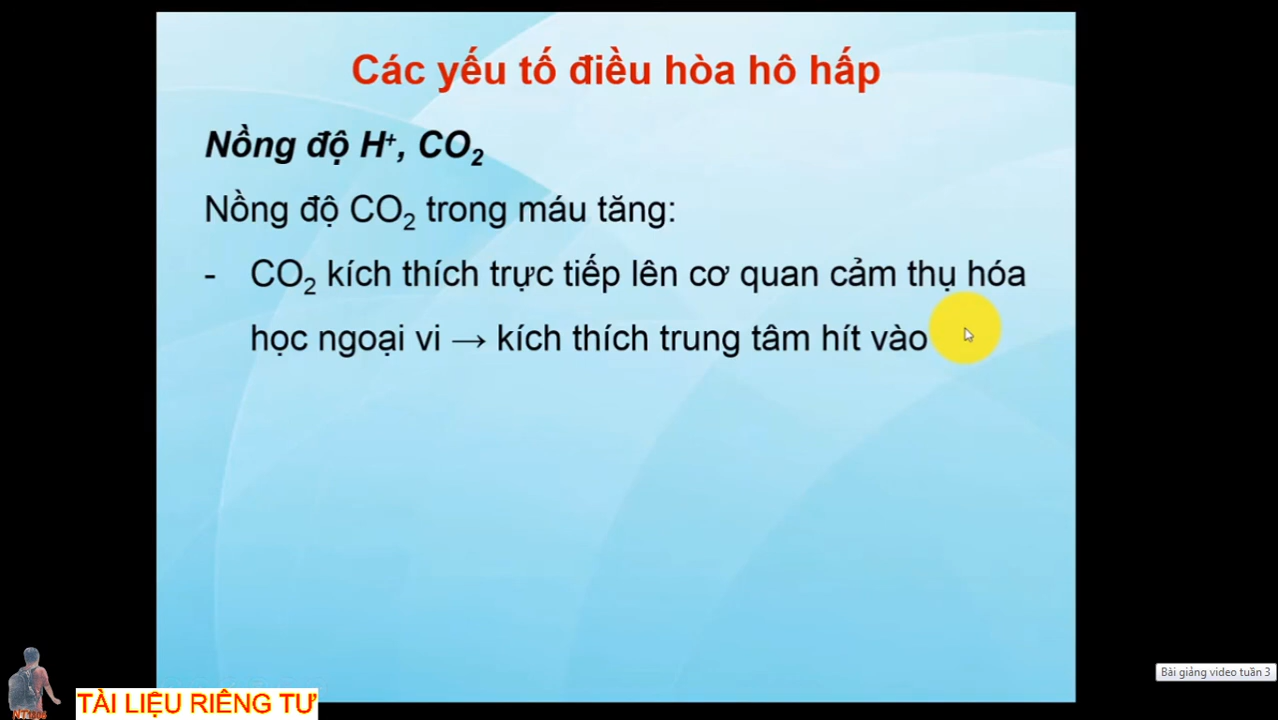 Các yếu tố điều hòa hô hấp
Nồng độ H⁺, CO₂
Nồng độ CO₂ trong máu tăng:
- CO₂ kích thích trực tiếp lên cơ quan cảm thụ hóa
học ngoại vi → kích thích trung tâm hít vào
Bài giảng video tuần 3
TÀI LIỆU RIÊNG TƯ